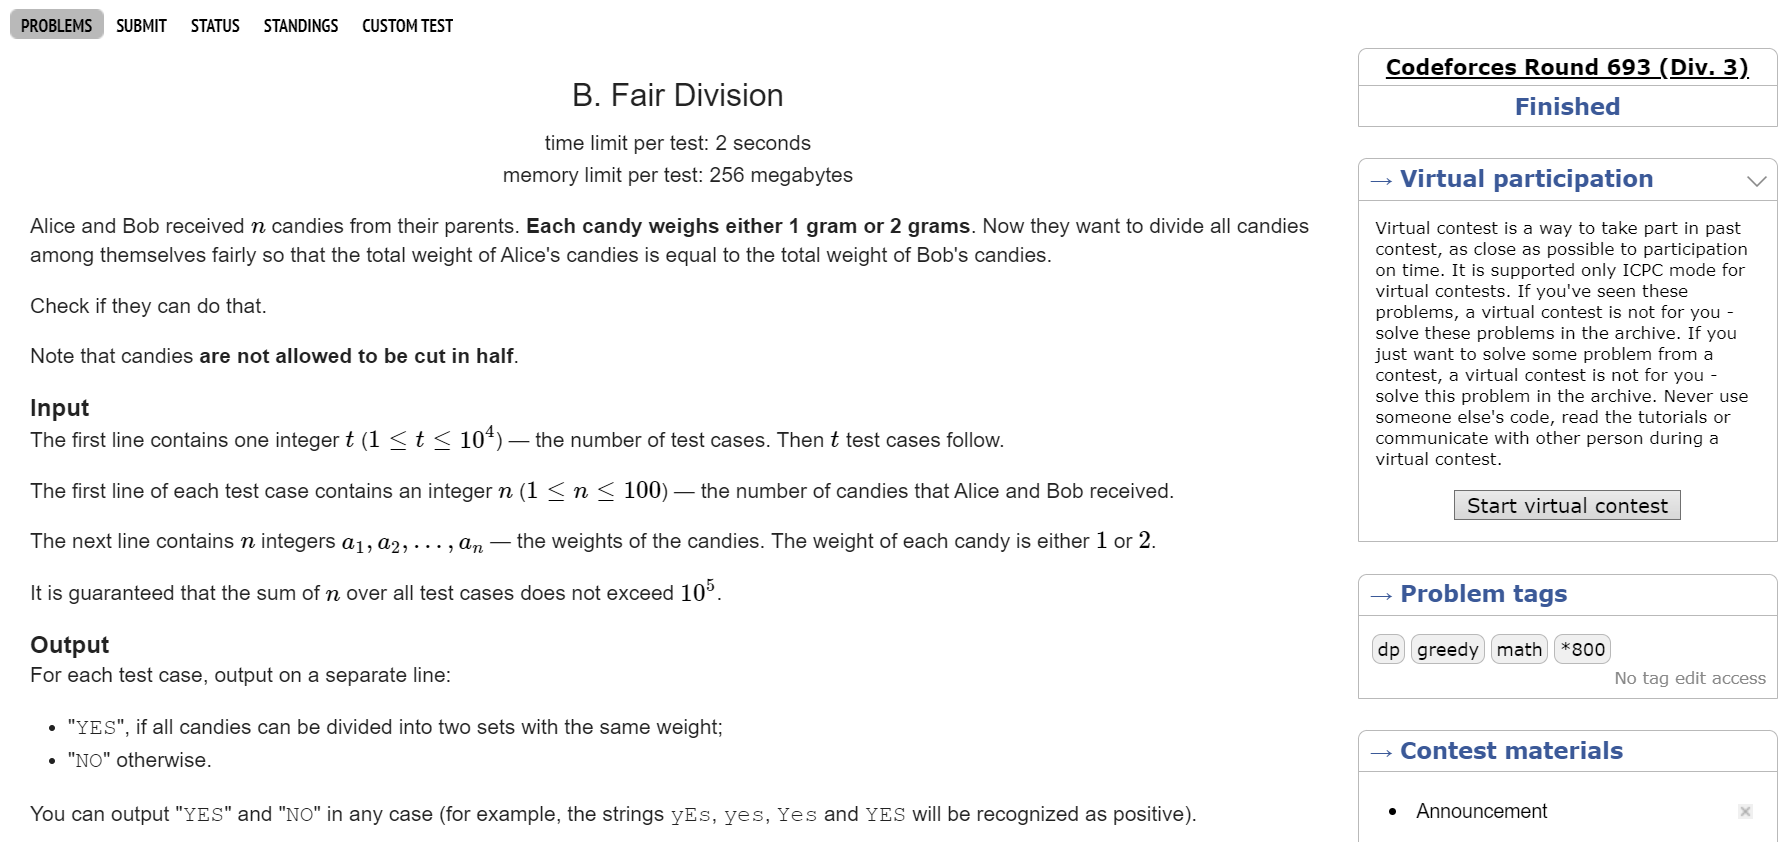 PROBLEMS SUBMIT STATUS STANDINGS CUSTOM TEST
B. Fair Division
time limit per test: 2 seconds
memory limit per test: 256 megabytes
Alice and Bob received n candies from their parents. Each candy weighs either 1 gram or 2 grams. Now they want to divide all candies
among themselves fairly so that the total weight of Alice's candies is equal to the total weight of Bob's candies.
Check if they can do that.
Note that candies are not allowed to be cut in half.
Input
The first line contains one integer t (1 ≤ t ≤ 10⁴) — the number of test cases. Then t test cases follow.
The first line of each test case contains an integer n (1 ≤ n ≤ 100) — the number of candies that Alice and Bob received.
The next line contains n integers a₁, a₂, . . . , aₙ — the weights of the candies. The weight of each candy is either 1 or 2.
It is guaranteed that the sum of n over all test cases does not exceed 10⁵.
Output
For each test case, output on a separate line:
• "YES", if all candies can be divided into two sets with the same weight;
• "NO" otherwise.
You can output "YES" and "NO" in any case (for example, the strings yEs, yes, Yes and YES will be recognized as positive).
Codeforces Round 693 (Div. 3)
Finished
→ Virtual participation
Virtual contest is a way to take part in past
contest, as close as possible to participation
on time. It is supported only ICPC mode for
virtual contests. If you've seen these
problems, a virtual contest is not for you -
solve these problems in the archive. If you
just want to solve some problem from a
contest, a virtual contest is not for you -
solve this problem in the archive. Never use
someone else's code, read the tutorials or
communicate with other person during a
virtual contest.
Start virtual contest
→ Problem tags
dp greedy math *800
No tag edit access
→ Contest materials
• Announcement